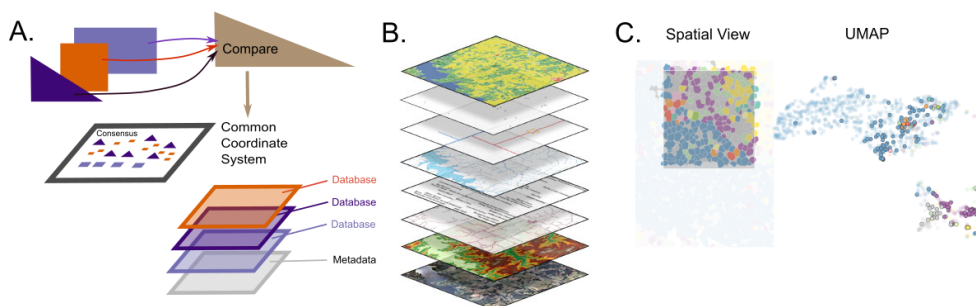 A.
Compare
Consensus
Common
Coordinate
System
Database
Database
Database
Metadata
B.
C.
Spatial View
UMAP